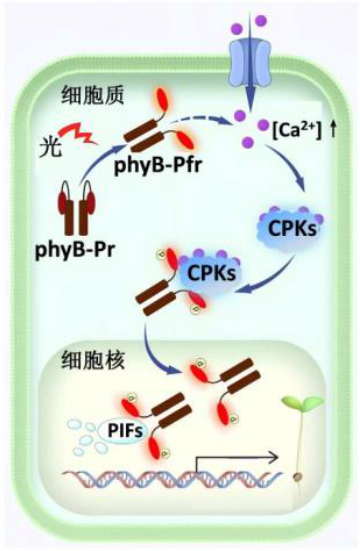 细胞质
光
phyB-Pfr
[Ca²⁺] ↑
phyB-Pr
CPKs
CPKs
P
P
细胞核
P
P
P
P
PIFs